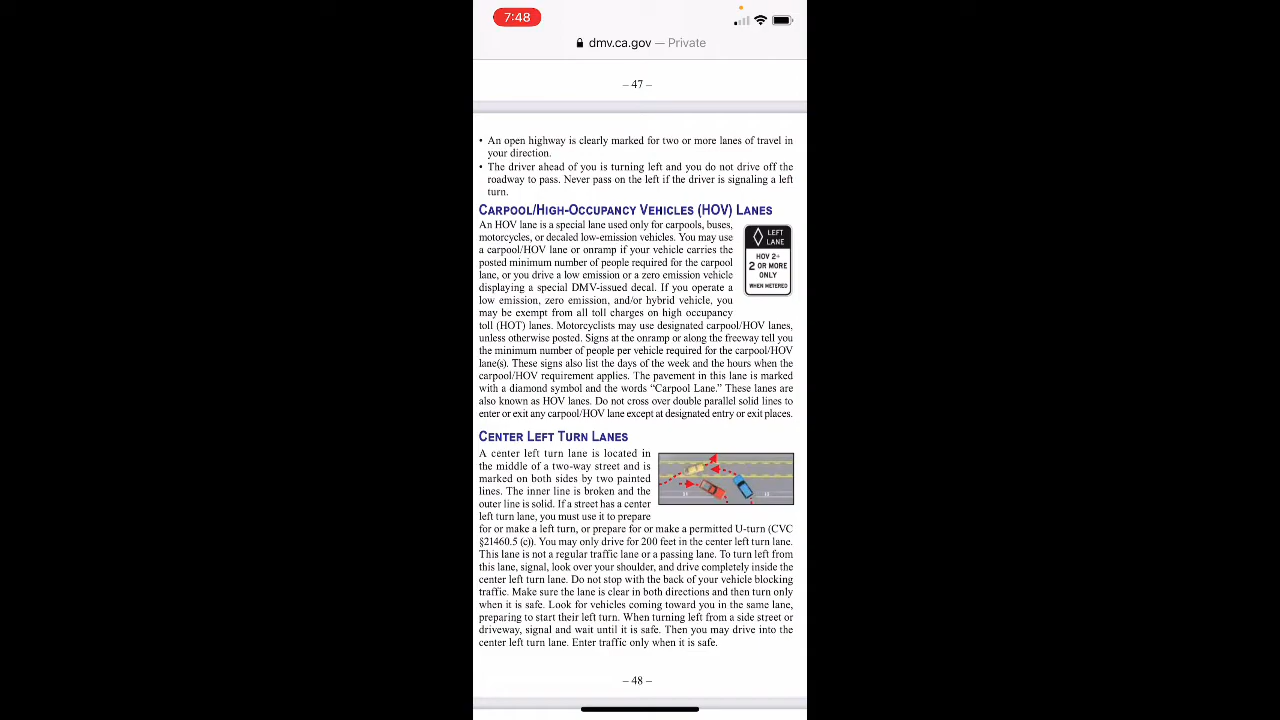 7:48
dmv.ca.gov — Private
– 47 –
• An open highway is clearly marked for two or more lanes of travel in
your direction.
• The driver ahead of you is turning left and you do not drive off the
roadway to pass. Never pass on the left if the driver is signaling a left
turn.
CARPOOL/HIGH-OCCUPANCY VEHICLES (HOV) LANES
An HOV lane is a special lane used only for carpools, buses,
motorcycles, or decaled low-emission vehicles. You may use
a carpool/HOV lane or onramp if your vehicle carries the
posted minimum number of people required for the carpool
lane, or you drive a low emission or a zero emission vehicle
displaying a special DMV-issued decal. If you operate a
low emission, zero emission, and/or hybrid vehicle, you
may be exempt from all toll charges on high occupancy
toll (HOT) lanes. Motorcyclists may use designated carpool/HOV lanes,
unless otherwise posted. Signs at the onramp or along the freeway tell you
the minimum number of people per vehicle required for the carpool/HOV
lane(s). These signs also list the days of the week and the hours when the
carpool/HOV requirement applies. The pavement in this lane is marked
with a diamond symbol and the words “Carpool Lane.” These lanes are
also known as HOV lanes. Do not cross over double parallel solid lines to
enter or exit any carpool/HOV lane except at designated entry or exit places.
LEFT
LANE
HOV 2+
2 OR MORE
ONLY
WHEN METERED
CENTER LEFT TURN LANES
A center left turn lane is located in
the middle of a two-way street and is
marked on both sides by two painted
lines. The inner line is broken and the
outer line is solid. If a street has a center
left turn lane, you must use it to prepare
for or make a left turn, or prepare for or make a permitted U-turn (CVC
§21460.5 (c)). You may only drive for 200 feet in the center left turn lane.
This lane is not a regular traffic lane or a passing lane. To turn left from
this lane, signal, look over your shoulder, and drive completely inside the
center left turn lane. Do not stop with the back of your vehicle blocking
traffic. Make sure the lane is clear in both directions and then turn only
when it is safe. Look for vehicles coming toward you in the same lane,
preparing to start their left turn. When turning left from a side street or
driveway, signal and wait until it is safe. Then you may drive into the
center left turn lane. Enter traffic only when it is safe.
– 48 –